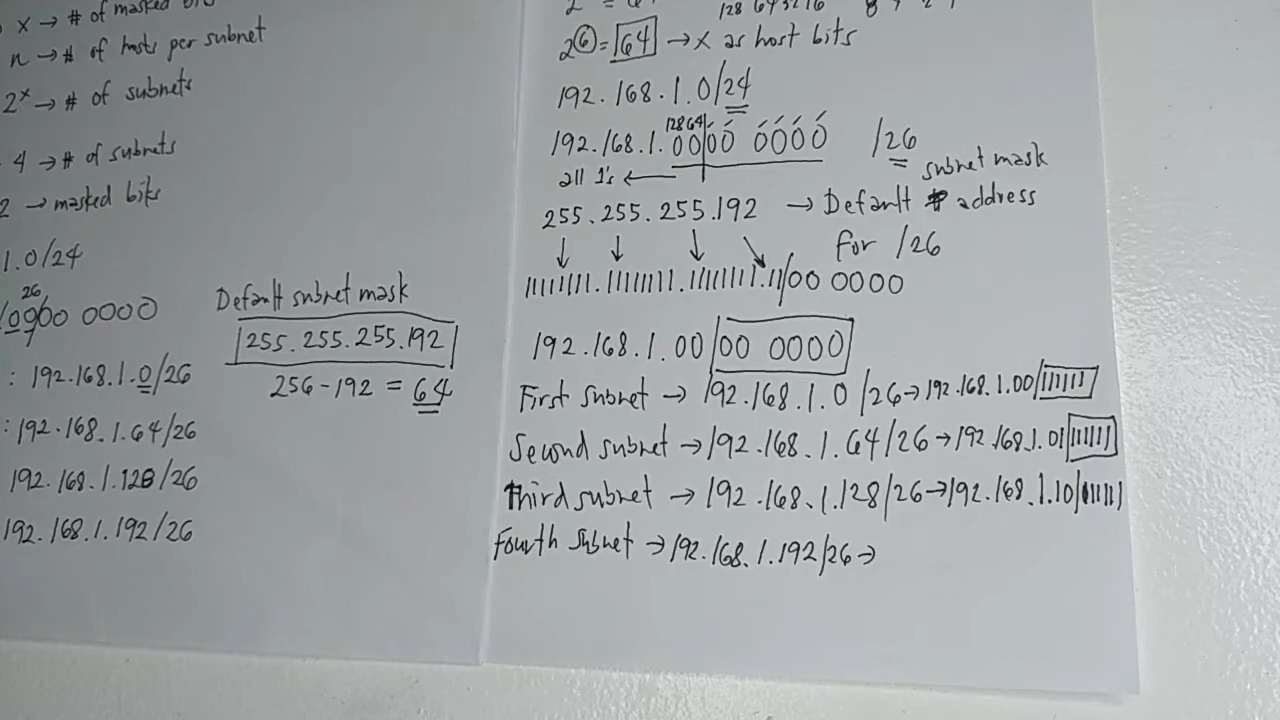 x → # of masked
n → # of hosts per subnet
2ˣ → # of subnets
4 → # of subnets
2 → masked bits
1.0/24
26
0000 0000
: 192.168.1.0/26
: 192.168.1.64/26
192.168.1.128/26
192.168.1.192/26
Default subnet mask
255.255.255.192
256-192 = 64
2⁶ = 64 → x as host bits
192.168.1.0/24
128 64
192.168.1.0000 0000 /26
all 1's ← subnet mask
255.255.255.192 → Default address
for /26
11111111.11111111.11111111.11/00 0000
192.168.1.00/00 0000
First subnet → 192.168.1.0 /26 → 192.168.1.00/111111
Second subnet → 192.168.1.64/26 → 192.168.1.01/111111
Third subnet → 192.168.1.128/26 → 192.168.1.10/111111
Fourth subnet → 192.168.1.192/26 →